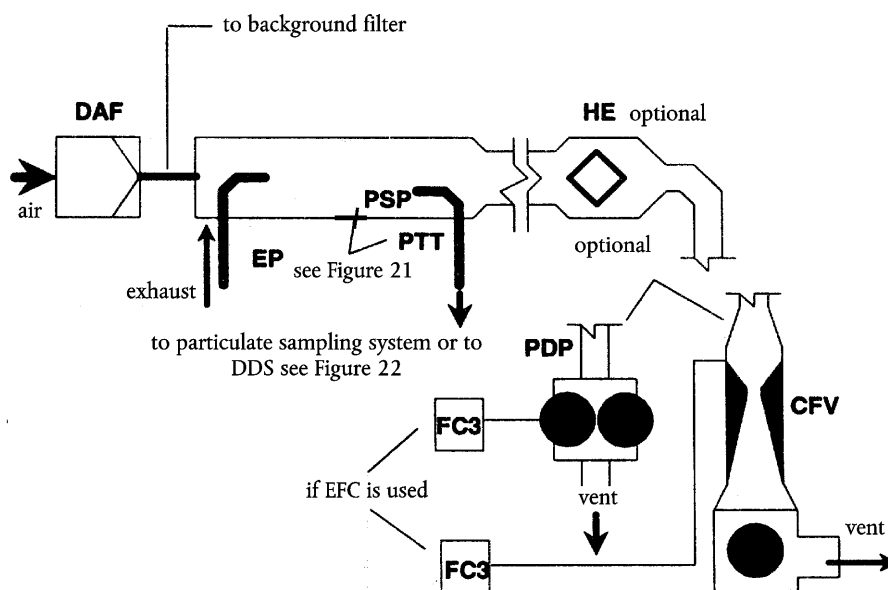 to background filter
DAF
HE optional
air
PSP
EP
PTT
see Figure 21
optional
exhaust
to particulate sampling system or to
DDS see Figure 22
PDP
CFV
FC3
if EFC is used
vent
vent
FC3